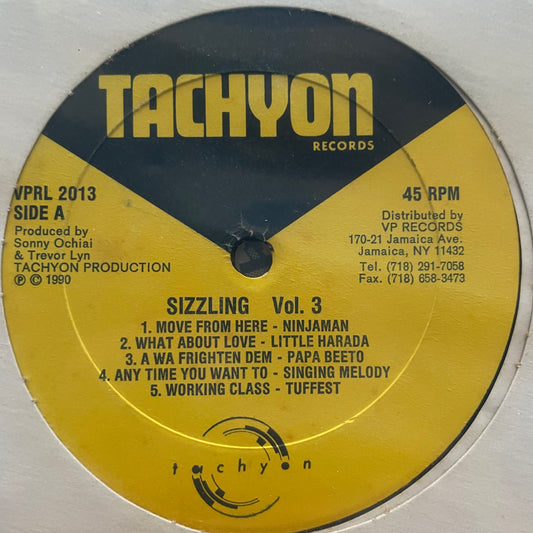 TACHYON
RECORDS
VPRL 2013
SIDE A
Produced by
Sonny Ochiai
& Trevor Lyn
TACHYON PRODUCTION
℗ © 1990
45 RPM
Distributed by
VP RECORDS
170-21 Jamaica Ave.
Jamaica, NY 11432
Tel. (718) 291-7058
Fax. (718) 658-3473
SIZZLING Vol. 3
1. MOVE FROM HERE - NINJAMAN
2. WHAT ABOUT LOVE - LITTLE HARADA
3. A WA FRIGHTEN DEM - PAPA BEETO
4. ANY TIME YOU WANT TO - SINGING MELODY
5. WORKING CLASS - TUFFEST
tachyon